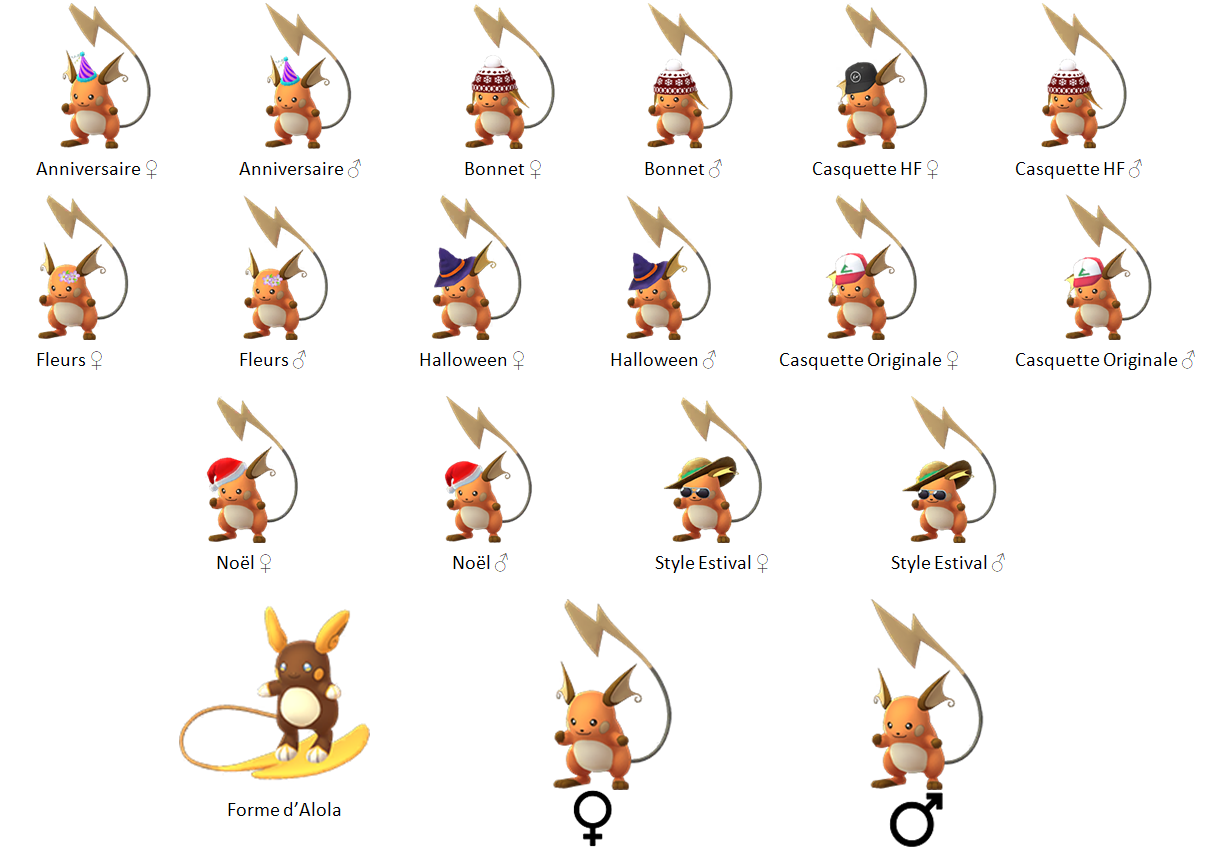 Anniversaire ♀ Anniversaire ♂ Bonnet ♀ Bonnet ♂ Casquette HF ♀ Casquette HF ♂
Fleurs ♀ Fleurs ♂ Halloween ♀ Halloween ♂ Casquette Originale ♀ Casquette Originale ♂
Noël ♀ Noël ♂ Style Estival ♀ Style Estival ♂
Forme d’Alola ♀ ♂